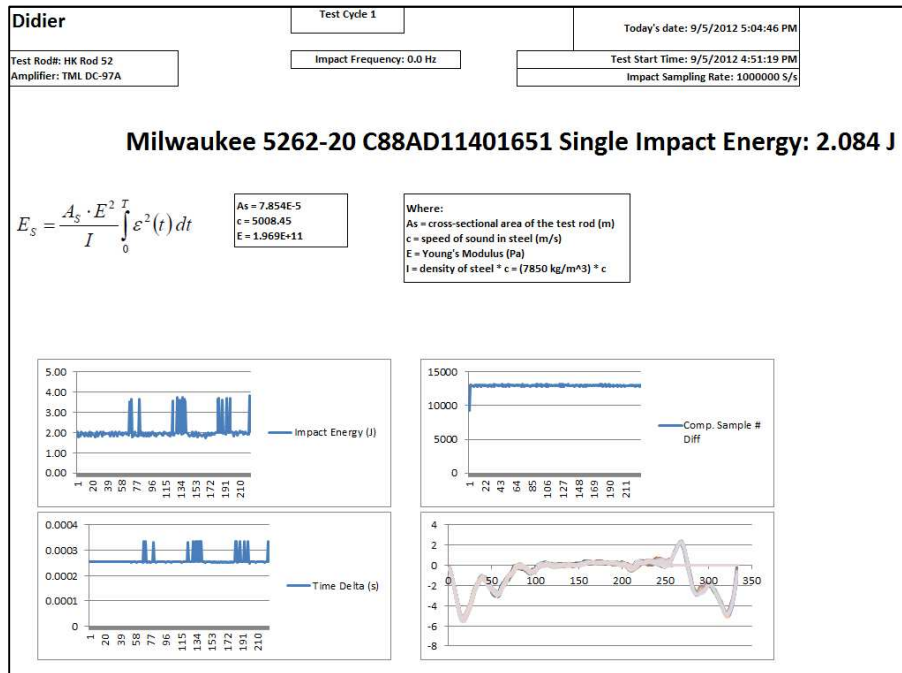 Didier
Test Cycle 1
Today's date: 9/5/2012 5:04:46 PM
Test Rod#: HK Rod 52
Amplifier: TML DC-97A
Impact Frequency: 0.0 Hz
Test Start Time: 9/5/2012 4:51:19 PM
Impact Sampling Rate: 1000000 S/s
Milwaukee 5262-20 C88AD11401651 Single Impact Energy: 2.084 J
E_S = A_S · E² / I ∫₀ᵀ ε²(t) dt
As = 7.854E-5
c = 5008.45
E = 1.969E+11
Where:
As = cross-sectional area of the test rod (m)
c = speed of sound in steel (m/s)
E = Young's Modulus (Pa)
I = density of steel * c = (7850 kg/m^3) * c
5.00
4.00
3.00
2.00
1.00
0.00
1 20 39 58 77 96 115 134 153 172 191 210
Impact Energy (J)
15000
10000
5000
0
1 22 43 64 85 106 127 148 169 190 211
Comp. Sample # Diff
0.0004
0.0003
0.0002
0.0001
0
1 20 39 58 77 96 115 134 153 172 191 210
Time Delta (s)
4
2
0
-2
-4
-6
-8
0 50 100 150 200 250 300 350